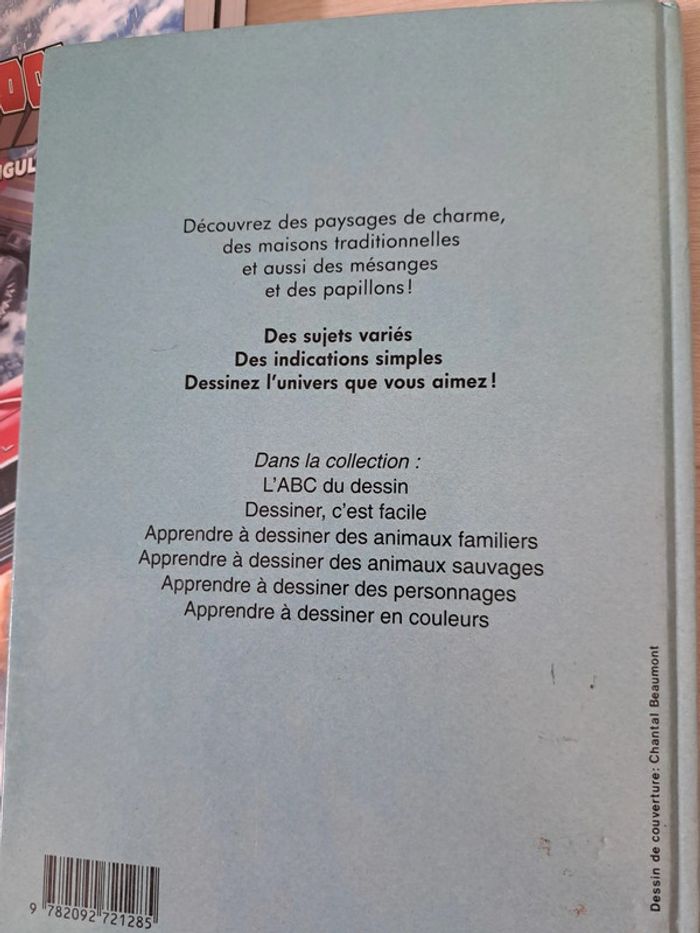 IGUL
Découvrez des paysages de charme,
des maisons traditionnelles
et aussi des mésanges
et des papillons !
Des sujets variés
Des indications simples
Dessinez l'univers que vous aimez !
Dans la collection :
L'ABC du dessin
Dessiner, c'est facile
Apprendre à dessiner des animaux familiers
Apprendre à dessiner des animaux sauvages
Apprendre à dessiner des personnages
Apprendre à dessiner en couleurs
Dessin de couverture : Chantal Beaumont
9 782092 721285